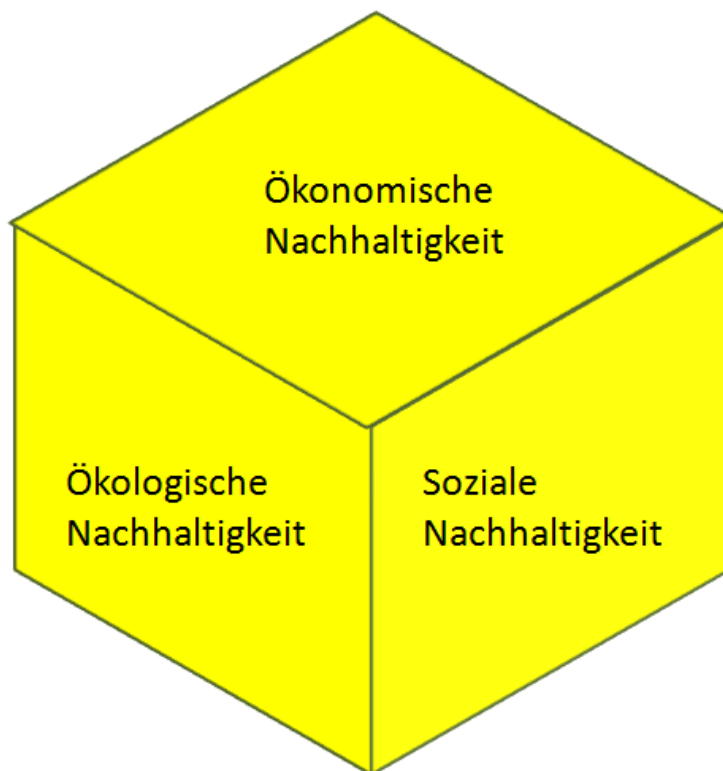 Ökonomische
Nachhaltigkeit
Ökologische
Nachhaltigkeit
Soziale
Nachhaltigkeit